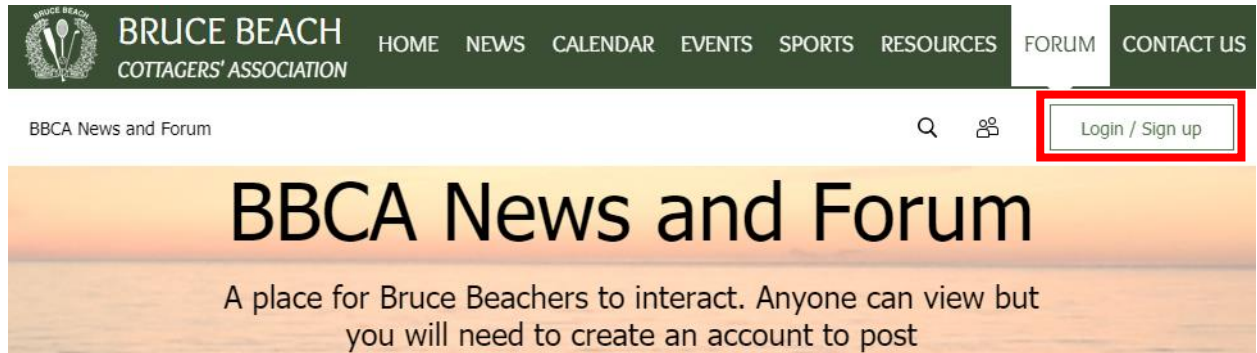 BRUCE BEACH
BRUCE BEACH
COTTAGERS' ASSOCIATION
HOME NEWS CALENDAR EVENTS SPORTS RESOURCES FORUM CONTACT US
BBCA News and Forum
Login / Sign up
BBCA News and Forum
A place for Bruce Beachers to interact. Anyone can view but
you will need to create an account to post